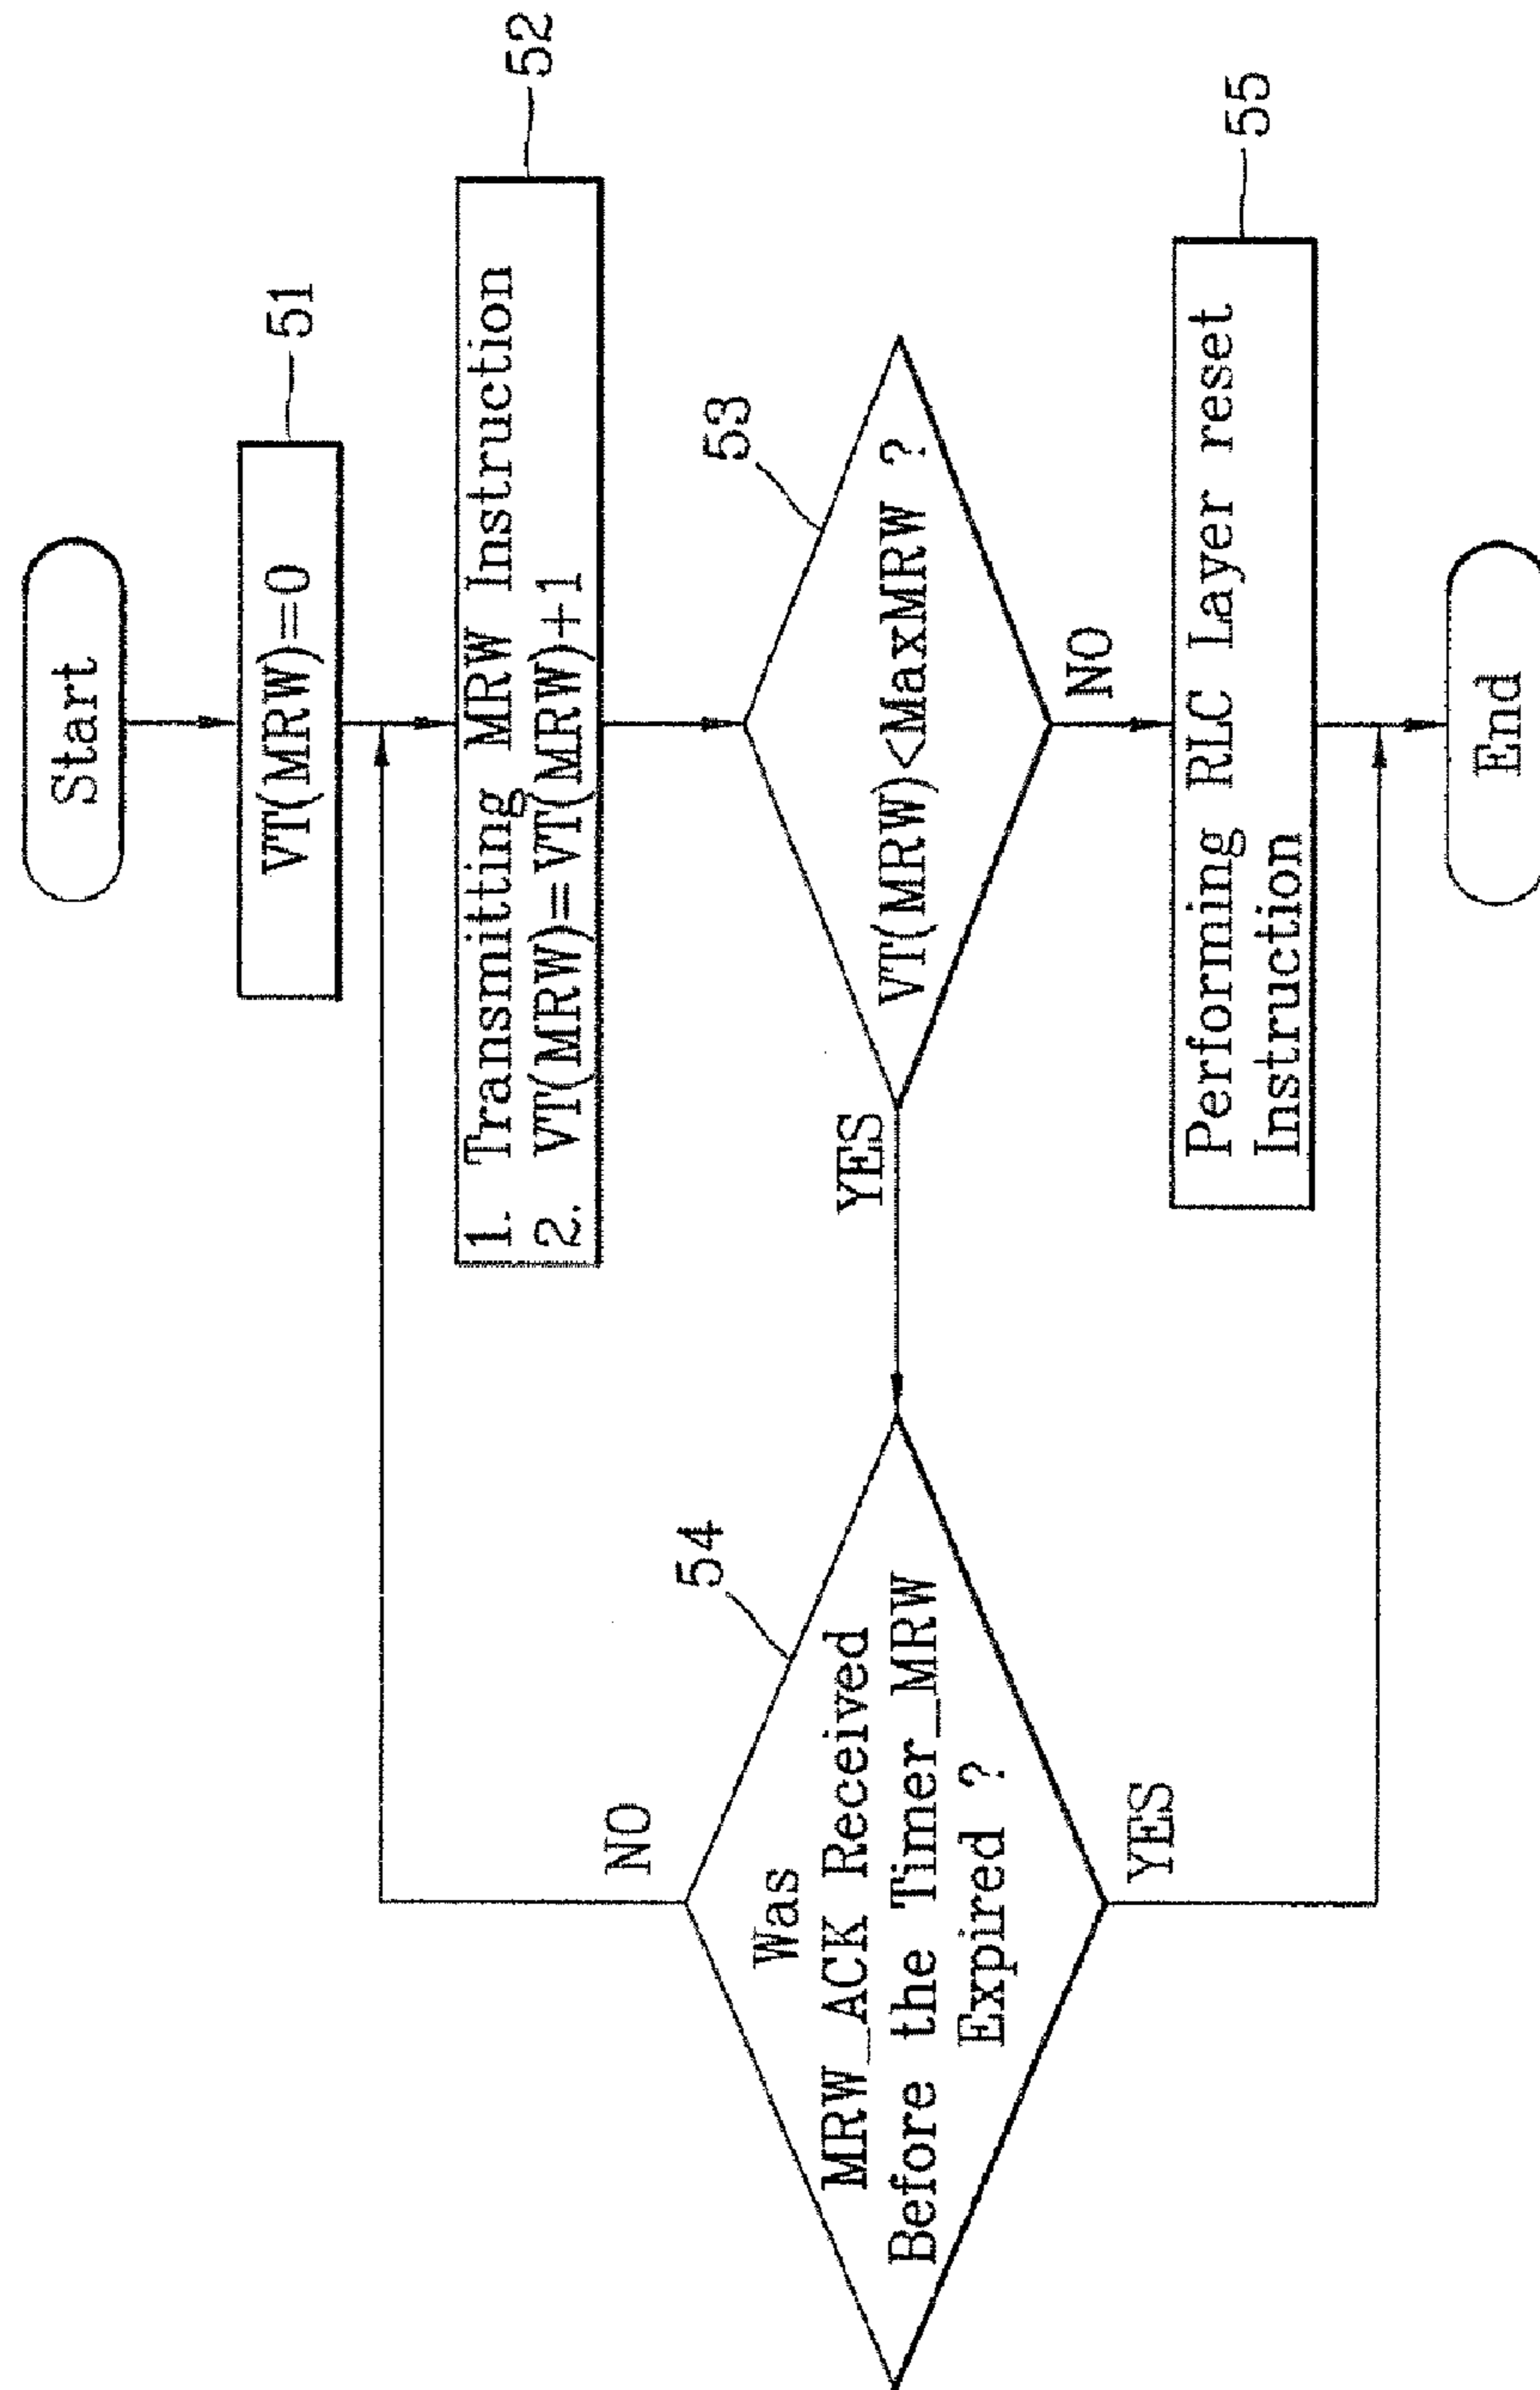 Start
VT(MRW)=0
51
1. Transmitting MRW Instruction
2. VT(MRW)=VT(MRW)+1
52
VT(MRW)<MaxMRW ?
53
YES
NO
Was
MRW_ACK Received
Before the Timer_MRW
Expired ?
54
NO
YES
Performing RLC Layer reset
Instruction
55
End